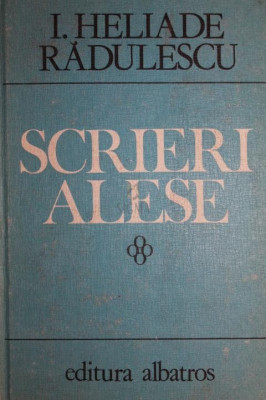 I. HELIADE
RĂDULESCU
SCRIERI
ALESE
editura albatros